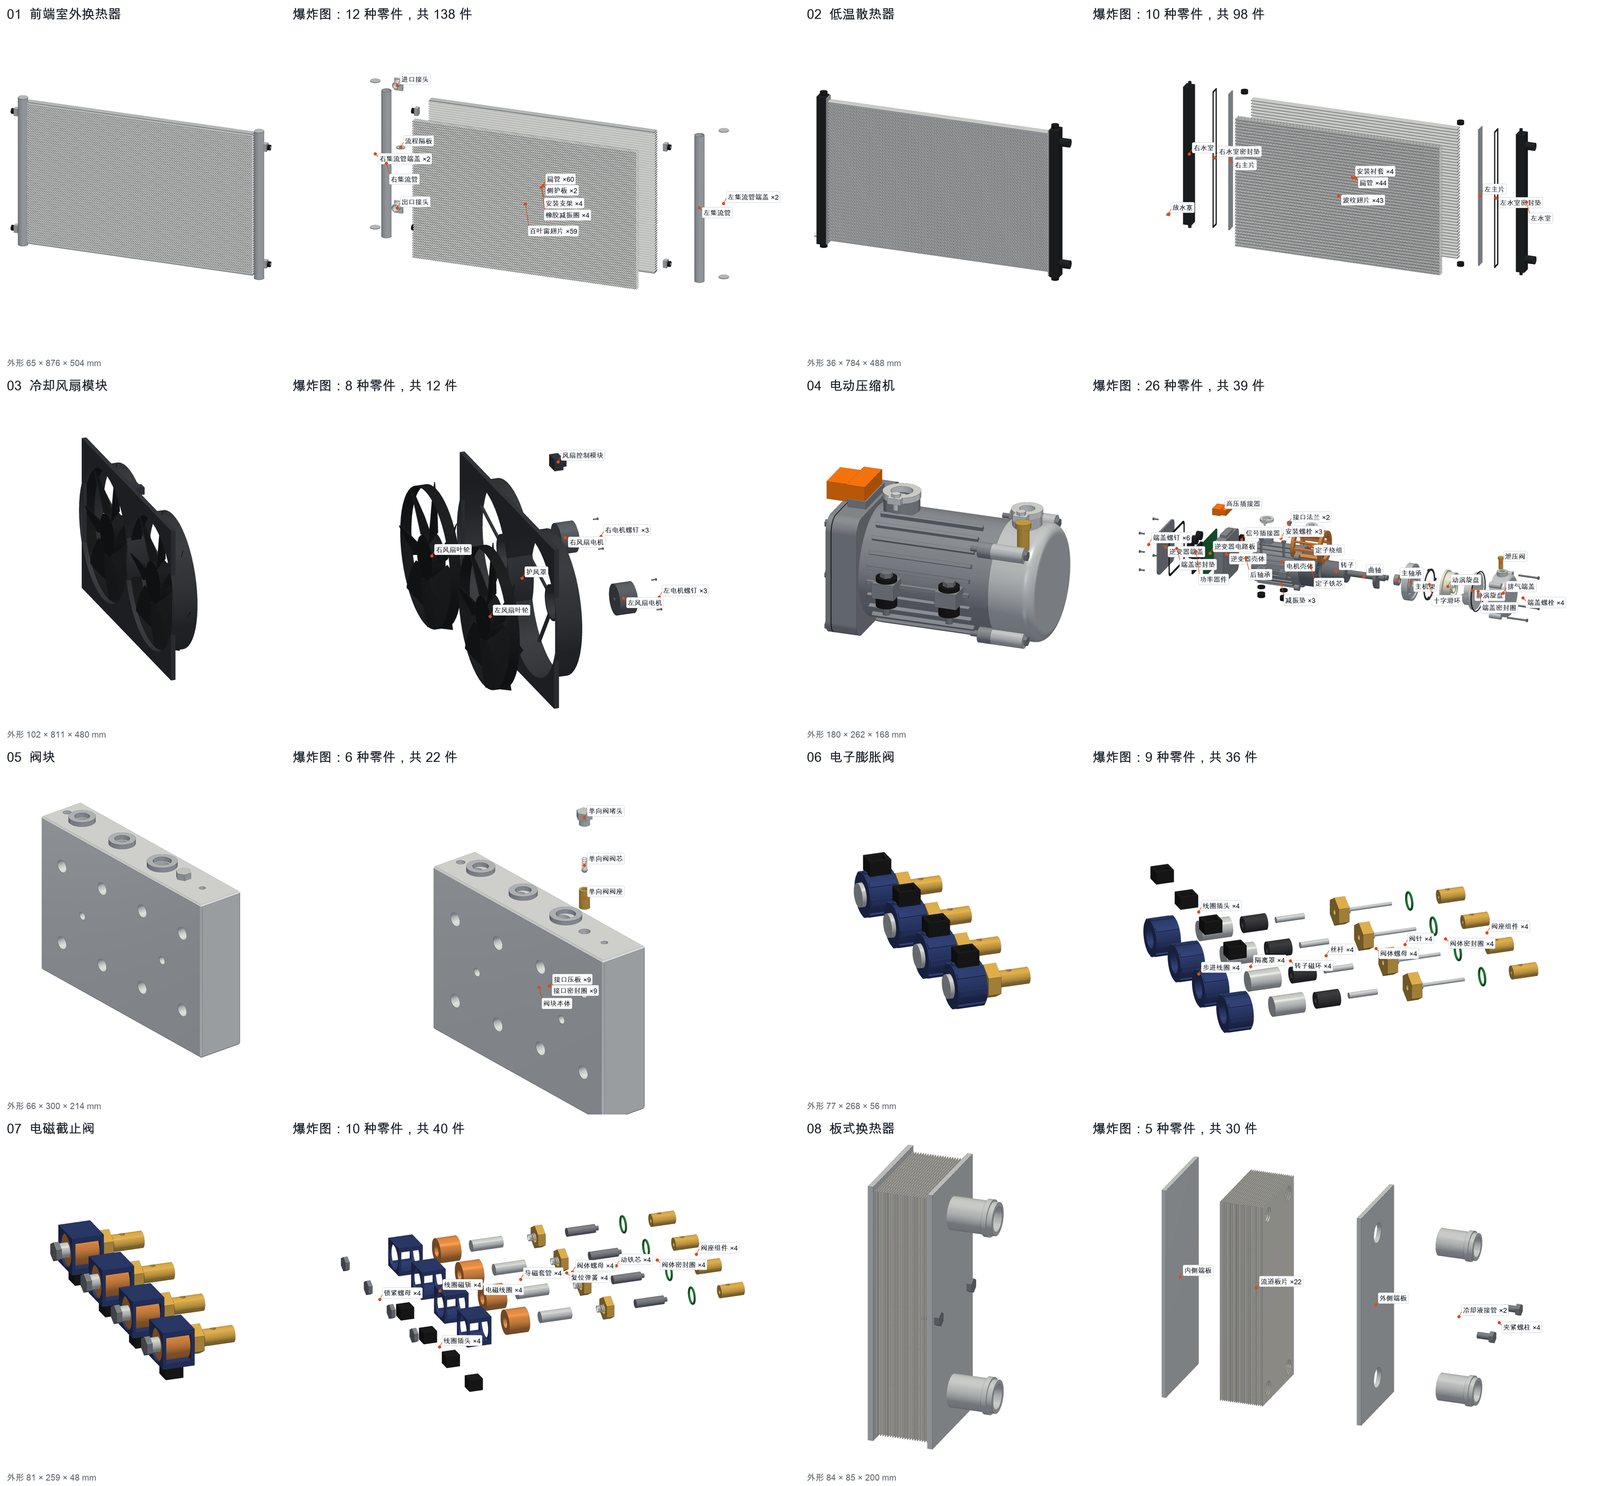 01 前端室外换热器
爆炸图：12 种零件，共 138 件
进口接头
流程隔板
右集流管端盖 ×2
右集流管
出口接头
扁管 ×60
侧护板 ×2
安装支架 ×4
橡胶减振圈 ×4
百叶窗翅片 ×59
左集流管端盖 ×2
左集流管
外形 65 × 876 × 504 mm
02 低温散热器
爆炸图：10 种零件，共 98 件
右水室
右水室密封垫
右主片
放水塞
安装衬套 ×4
扁管 ×44
波纹翅片 ×43
左主片
左水室密封垫
左水室
外形 36 × 784 × 488 mm
03 冷却风扇模块
爆炸图：8 种零件，共 12 件
风扇控制模块
右电机螺钉 ×3
右风扇电机
右风扇叶轮
护风罩
左电机螺钉 ×3
左风扇电机
左风扇叶轮
外形 102 × 811 × 480 mm
04 电动压缩机
爆炸图：26 种零件，共 39 件
高压插接器
接口法兰 ×2
信号插接器
安装螺栓 ×3
端盖螺钉 ×6
逆变器电路板
定子绕组
逆变器端盖
逆变器壳体
端盖密封垫
电机壳体
转子
曲轴
泄压阀
功率器件
后轴承
定子铁芯
主轴承
主机架
动涡旋盘
排气端盖
减振垫 ×3
十字滑环
静涡旋盘
端盖密封圈
端盖螺栓 ×4
外形 180 × 262 × 168 mm
05 阀块
爆炸图：6 种零件，共 22 件
单向阀堵头
单向阀阀芯
单向阀阀座
接口压板 ×9
接口密封圈 ×9
阀块本体
外形 66 × 300 × 214 mm
06 电子膨胀阀
爆炸图：9 种零件，共 36 件
线圈插头 ×4
阀座组件 ×4
阀针 ×4
阀体密封圈 ×4
丝杆 ×4
阀体螺母 ×4
隔离罩 ×4
转子磁环 ×4
步进线圈 ×4
外形 77 × 268 × 56 mm
07 电磁截止阀
爆炸图：10 种零件，共 40 件
阀座组件 ×4
动铁芯 ×4
阀体密封圈 ×4
阀体螺母 ×4
导磁套管 ×4
复位弹簧 ×4
线圈磁轭 ×4
电磁线圈 ×4
锁紧螺母 ×4
线圈插头 ×4
外形 81 × 259 × 48 mm
08 板式换热器
爆炸图：5 种零件，共 30 件
内侧端板
流道板片 ×22
外侧端板
冷却液接管 ×2
夹紧螺柱 ×4
外形 84 × 85 × 200 mm